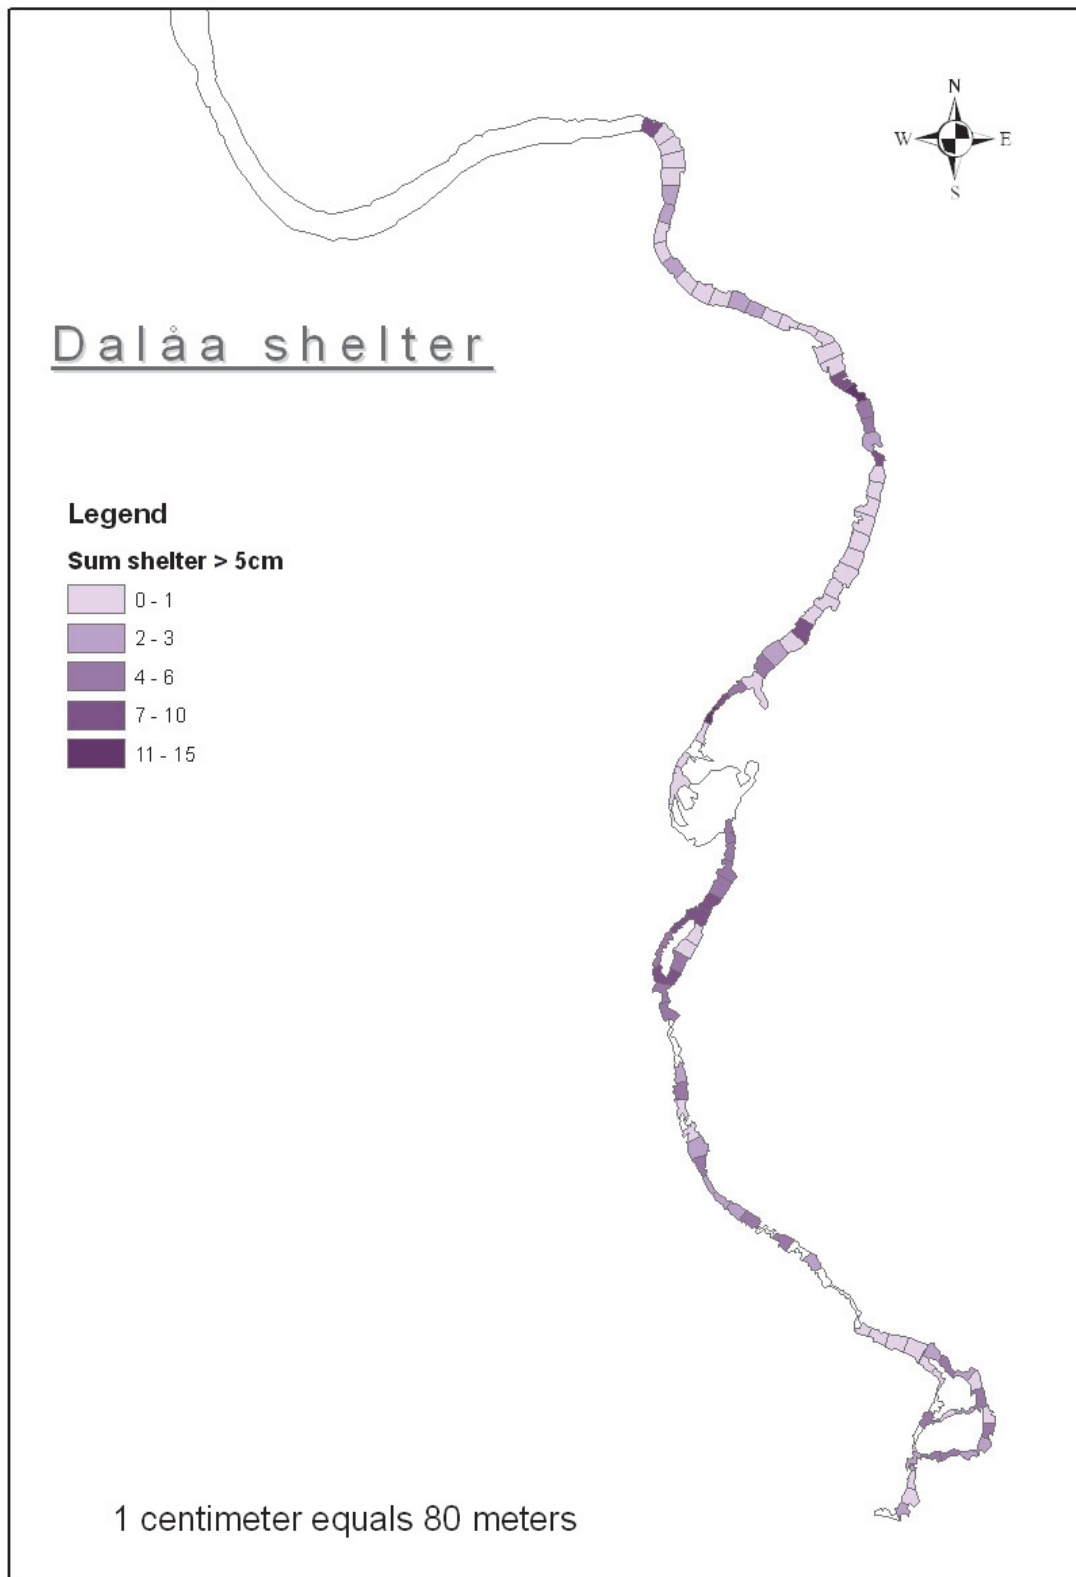 N
W E
S
Dalåa shelter
Legend
Sum shelter > 5cm
0 - 1
2 - 3
4 - 6
7 - 10
11 - 15
1 centimeter equals 80 meters